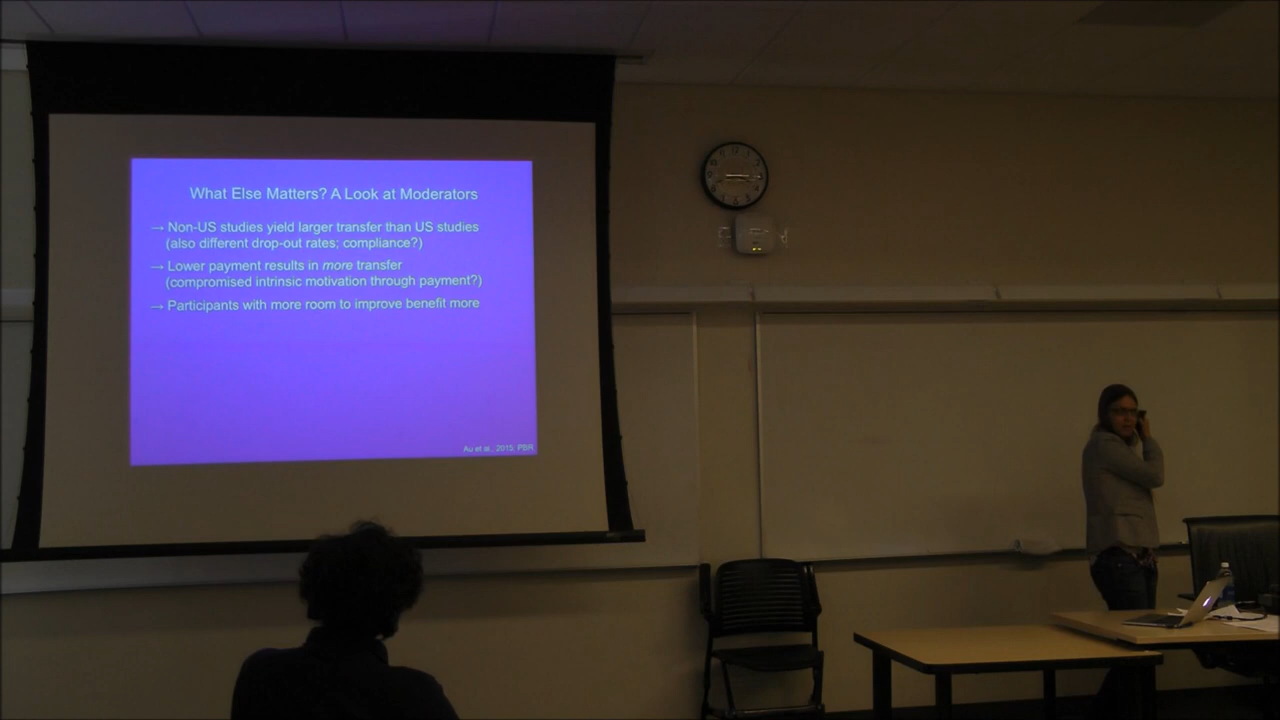 What Else Matters? A Look at Moderators
→ Non-US studies yield larger transfer than US studies
(also different drop-out rates; compliance?)
→ Lower payment results in more transfer
(compromised intrinsic motivation through payment?)
→ Participants with more room to improve benefit more
Au et al., 2015, PBR